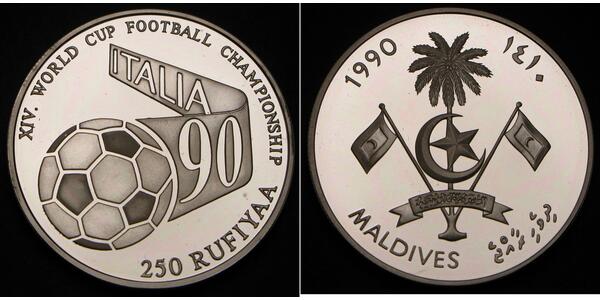 XIV. WORLD CUP FOOTBALL CHAMPIONSHIP
ITALIA
90
250 RUFIYAA
1990
١٤١٠
MALDIVES